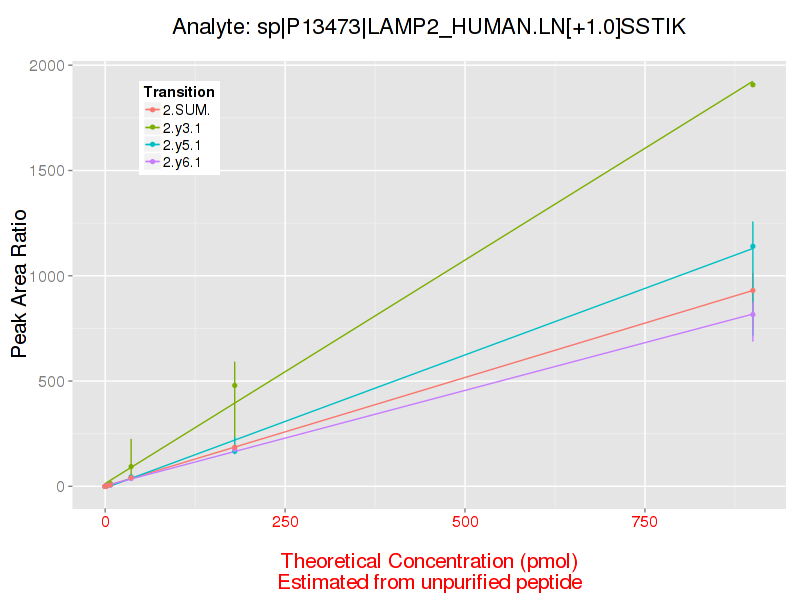 Analyte: sp|P13473|LAMP2_HUMAN.LN[+1.0]SSTIK
Peak Area Ratio
2000
1500
1000
500
0
Transition
2.SUM.
2.y3.1
2.y5.1
2.y6.1
0 250 500 750
Theoretical Concentration (pmol)
Estimated from unpurified peptide